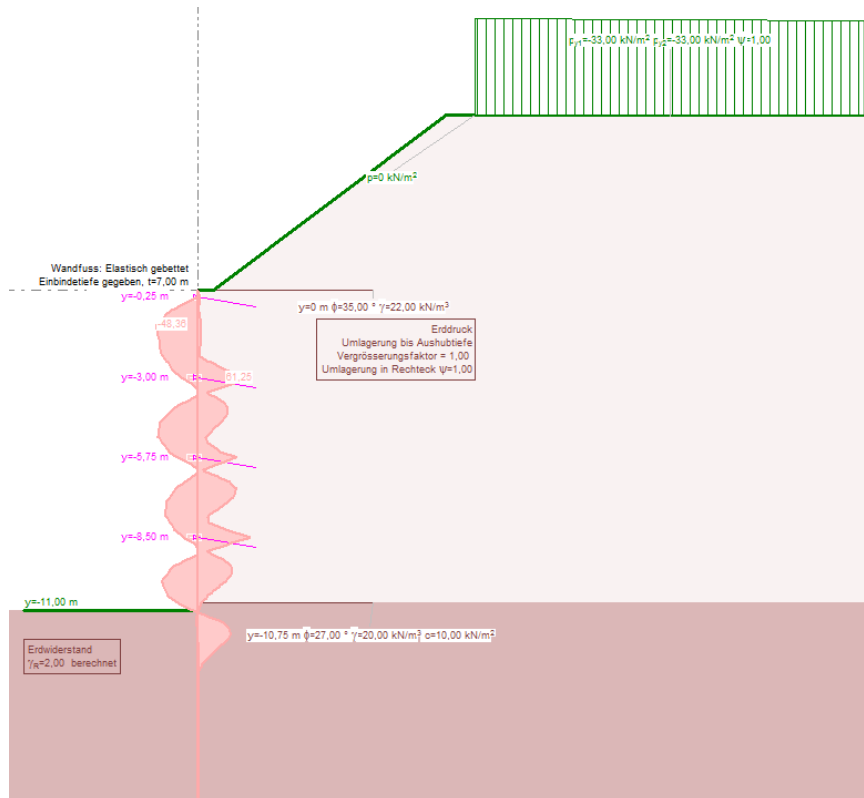 py1=-33,00 kN/m² py2=-33,00 kN/m² Ψ=1,00
p=0 kN/m²
Wandfuss: Elastisch gebettet
Einbindetiefe gegeben, t=7,00 m
y=-0,25 m
y=0 m ϕ=35,00 ° γ=22,00 kN/m³
-48,36
Erddruck
Umlagerung bis Aushubtiefe
Vergrösserungsfaktor = 1,00
Umlagerung in Rechteck Ψ=1,00
y=-3,00 m
61,25
y=-5,75 m
y=-8,50 m
y=-11,00 m
y=-10,75 m ϕ=27,00 ° γ=20,00 kN/m³ c=10,00 kN/m²
Erdwiderstand
γR=2,00 berechnet